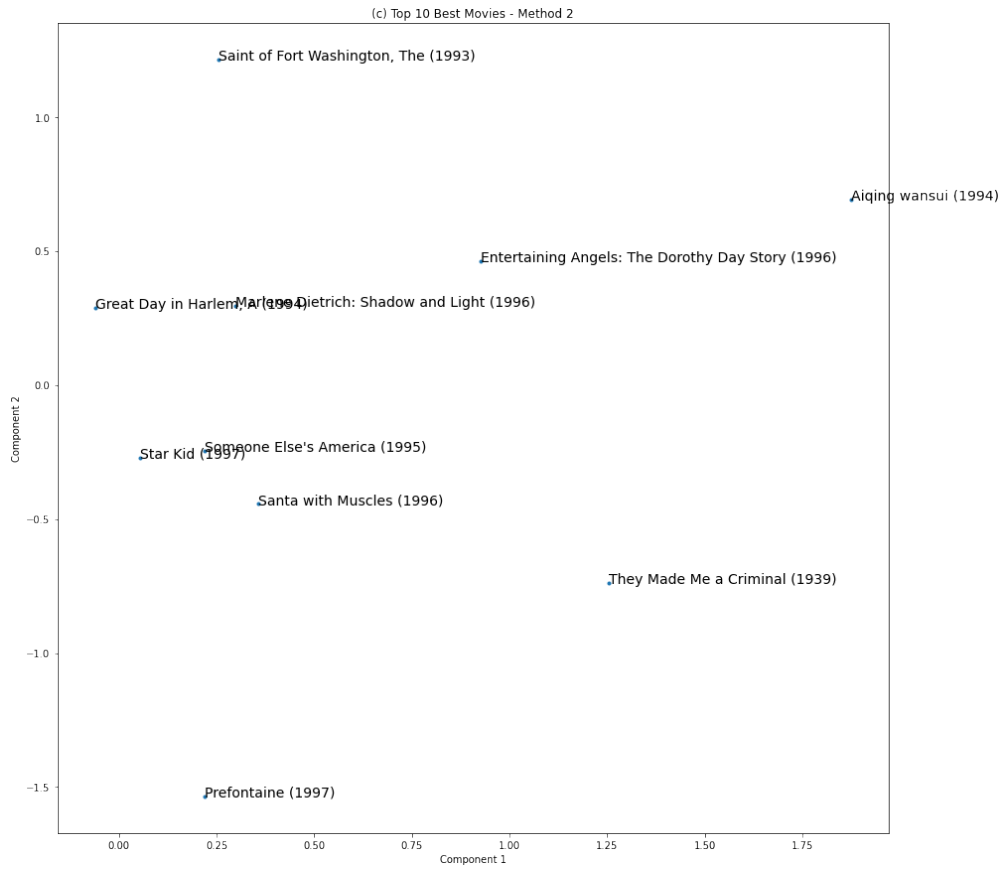 (c) Top 10 Best Movies - Method 2
Saint of Fort Washington, The (1993)
1.0
Aiqing wansui (1994)
0.5
Entertaining Angels: The Dorothy Day Story (1996)
Great Day in Harlem, A (1994)
Marlene Dietrich: Shadow and Light (1996)
0.0
Component 2
Someone Else's America (1995)
Star Kid (1997)
Santa with Muscles (1996)
−0.5
They Made Me a Criminal (1939)
−1.0
−1.5
Prefontaine (1997)
0.00 0.25 0.50 0.75 1.00 1.25 1.50 1.75
Component 1